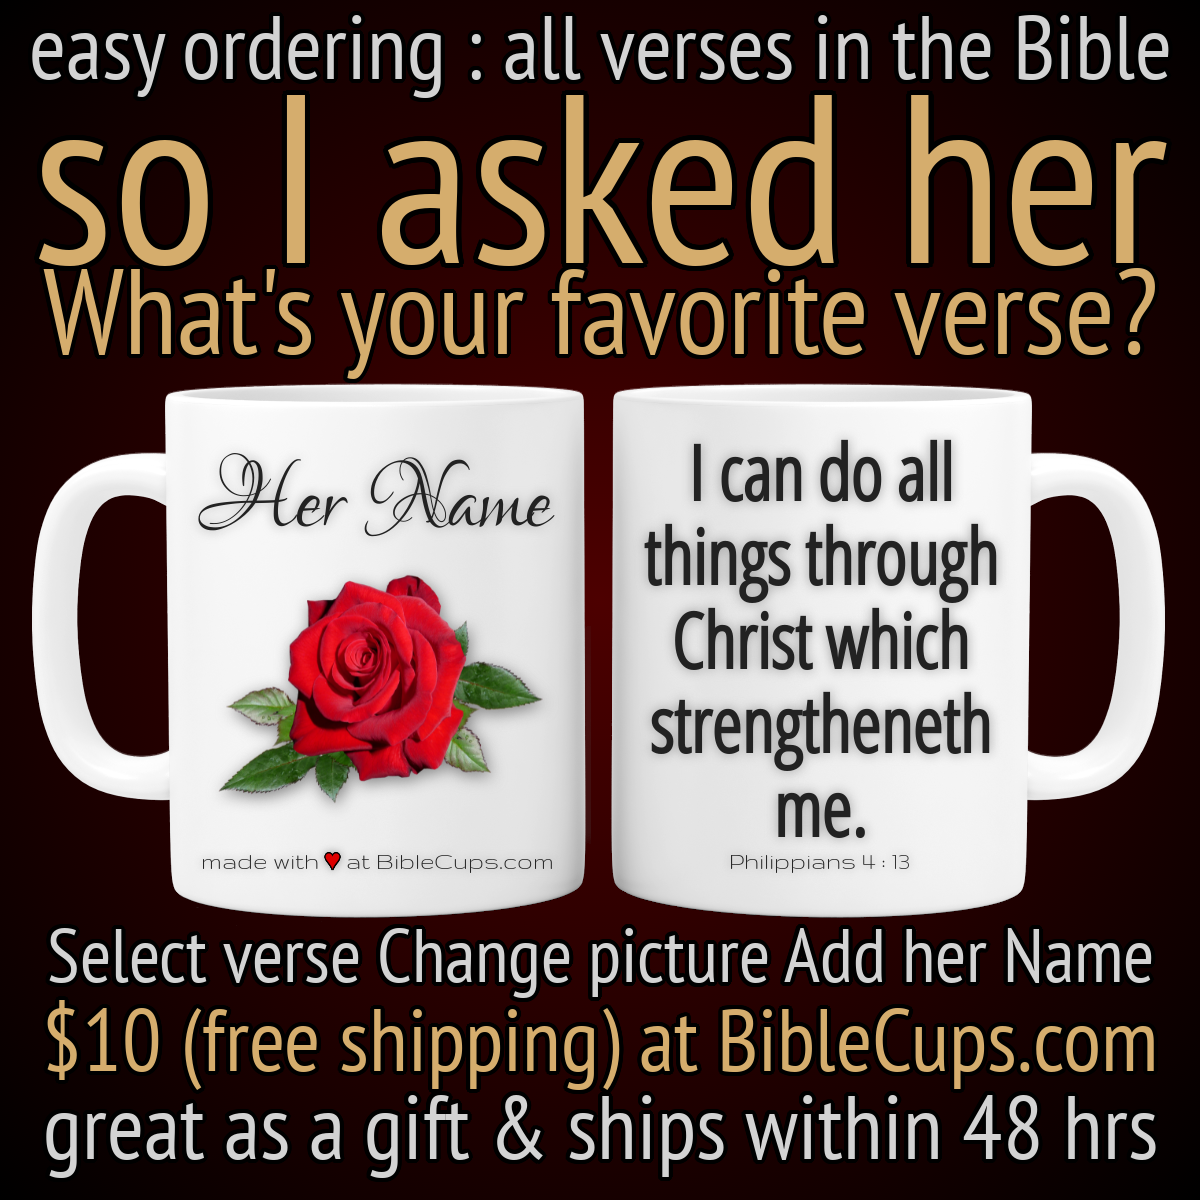 easy ordering : all verses in the Bible
so I asked her
What's your favorite verse?
Her Name
made with ♥ at BibleCups.com
I can do all
things through
Christ which
strengtheneth
me.
Philippians 4 : 13
Select verse Change picture Add her Name
$10 (free shipping) at BibleCups.com
great as a gift & ships within 48 hrs